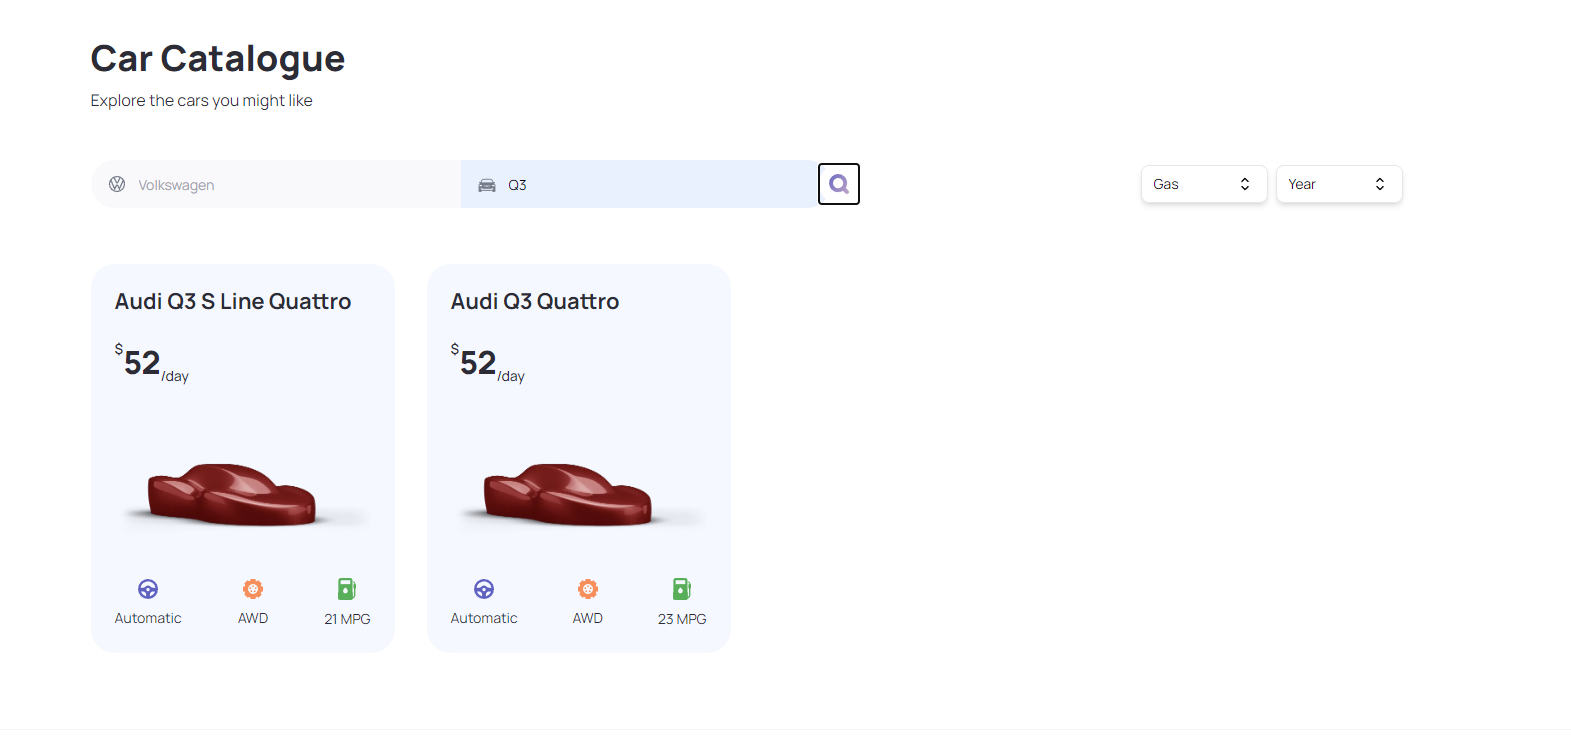 Car Catalogue
Explore the cars you might like
Volkswagen
Q3
Gas
Year
Audi Q3 S Line Quattro
$52/day
Automatic
AWD
21 MPG
Audi Q3 Quattro
$52/day
Automatic
AWD
23 MPG